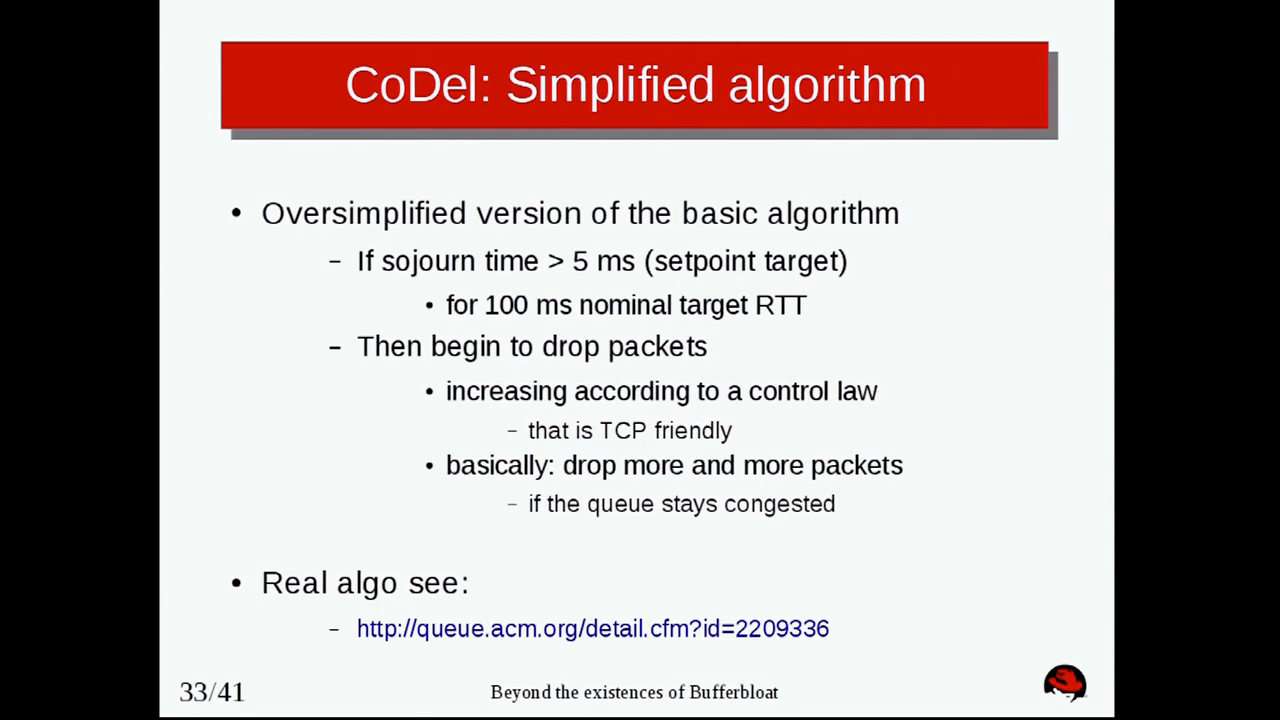 CoDel: Simplified algorithm
• Oversimplified version of the basic algorithm
– If sojourn time > 5 ms (setpoint target)
• for 100 ms nominal target RTT
– Then begin to drop packets
• increasing according to a control law
– that is TCP friendly
• basically: drop more and more packets
– if the queue stays congested
• Real algo see:
– http://queue.acm.org/detail.cfm?id=2209336
33/41
Beyond the existences of Bufferbloat